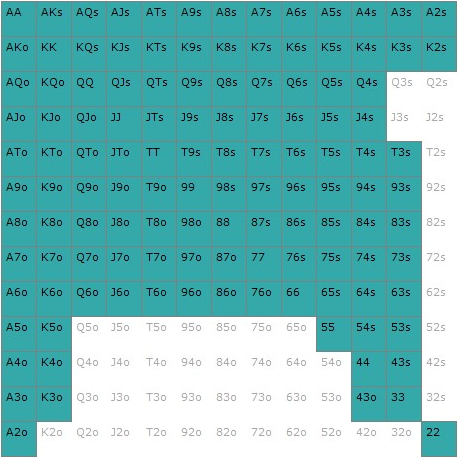 AA AKs AQs AJs ATs A9s A8s A7s A6s A5s A4s A3s A2s
AKo KK KQs KJs KTs K9s K8s K7s K6s K5s K4s K3s K2s
AQo KQo QQ QJs QTs Q9s Q8s Q7s Q6s Q5s Q4s Q3s Q2s
AJo KJo QJo JJ JTs J9s J8s J7s J6s J5s J4s J3s J2s
ATo KTo QTo JTo TT T9s T8s T7s T6s T5s T4s T3s T2s
A9o K9o Q9o J9o T9o 99 98s 97s 96s 95s 94s 93s 92s
A8o K8o Q8o J8o T8o 98o 88 87s 86s 85s 84s 83s 82s
A7o K7o Q7o J7o T7o 97o 87o 77 76s 75s 74s 73s 72s
A6o K6o Q6o J6o T6o 96o 86o 76o 66 65s 64s 63s 62s
A5o K5o Q5o J5o T5o 95o 85o 75o 65o 55 54s 53s 52s
A4o K4o Q4o J4o T4o 94o 84o 74o 64o 54o 44 43s 42s
A3o K3o Q3o J3o T3o 93o 83o 73o 63o 53o 43o 33 32s
A2o K2o Q2o J2o T2o 92o 82o 72o 62o 52o 42o 32o 22